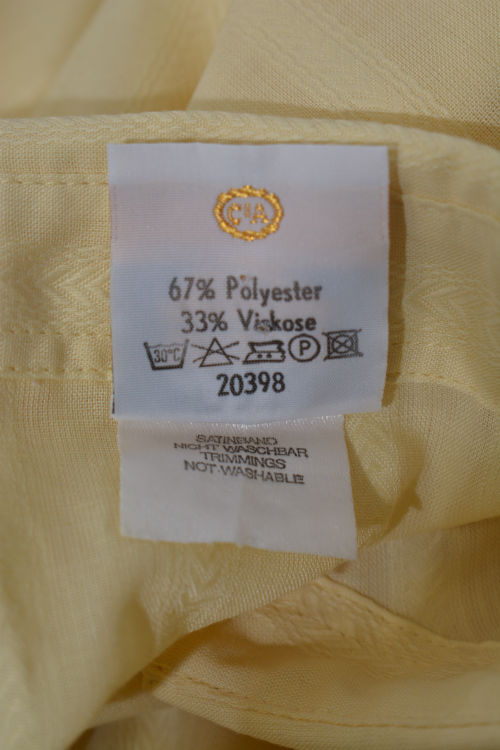 C&A
67% Polyester
33% Viskose
30°C P
20398
SATINBAND
NICHT WASCHBAR
TRIMMINGS
NOT WASHABLE